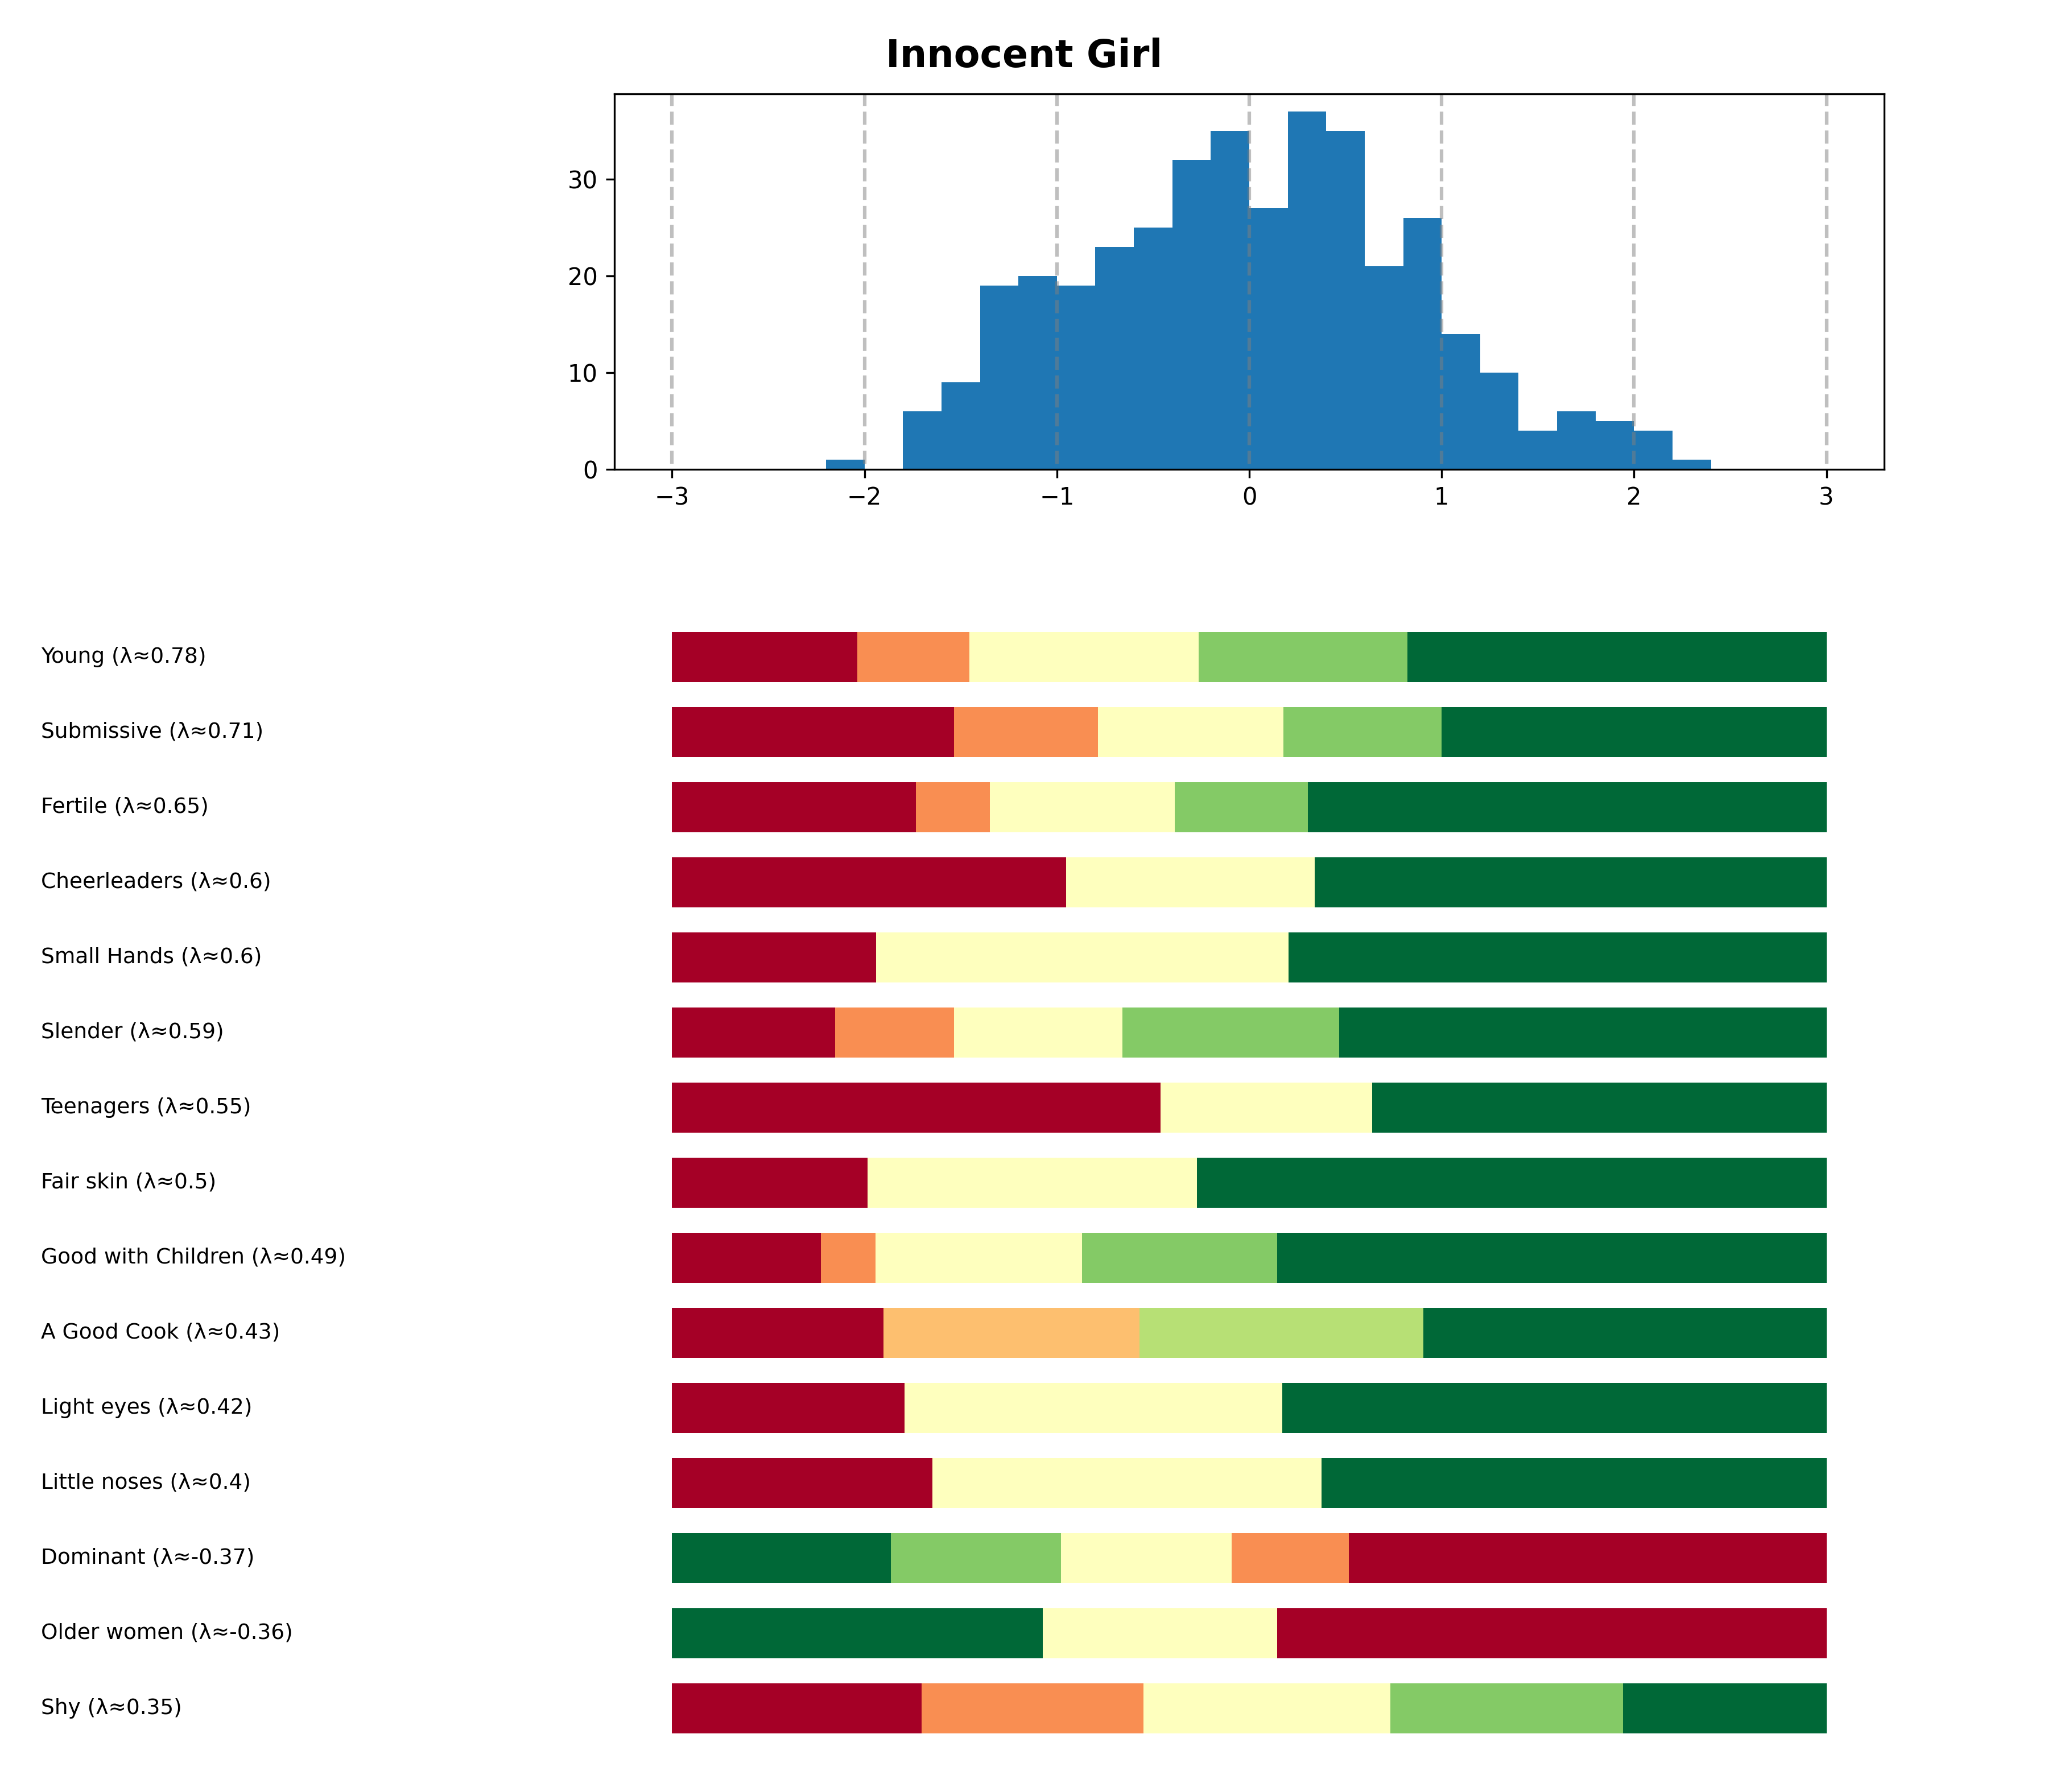 Innocent Girl
30
20
10
0
−3 −2 −1 0 1 2 3
Young (λ≈0.78)
Submissive (λ≈0.71)
Fertile (λ≈0.65)
Cheerleaders (λ≈0.6)
Small Hands (λ≈0.6)
Slender (λ≈0.59)
Teenagers (λ≈0.55)
Fair skin (λ≈0.5)
Good with Children (λ≈0.49)
A Good Cook (λ≈0.43)
Light eyes (λ≈0.42)
Little noses (λ≈0.4)
Dominant (λ≈-0.37)
Older women (λ≈-0.36)
Shy (λ≈0.35)